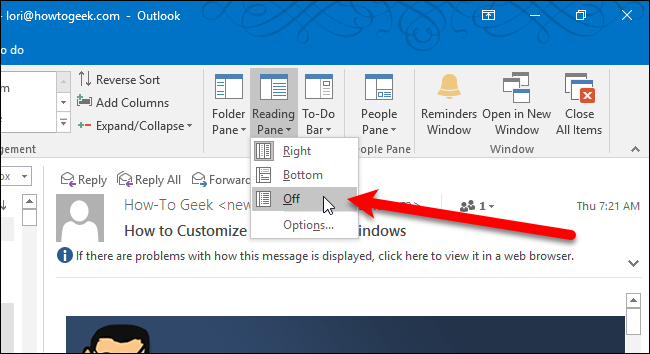 - lori@howtogeek.com - Outlook
o do
m
Reverse Sort
Add Columns
Expand/Collapse
Folder Pane
Reading Pane
To-Do Bar
People Pane
Reminders Window
Open in New Window
Close All Items
gement
eople Pane
Window
Right
Bottom
Off
Options...
ox
Reply
Reply All
Forward
How-To Geek <new
m>
1
Thu 7:21 AM
How to Customize
indows
If there are problems with how this message is displayed, click here to view it in a web browser.